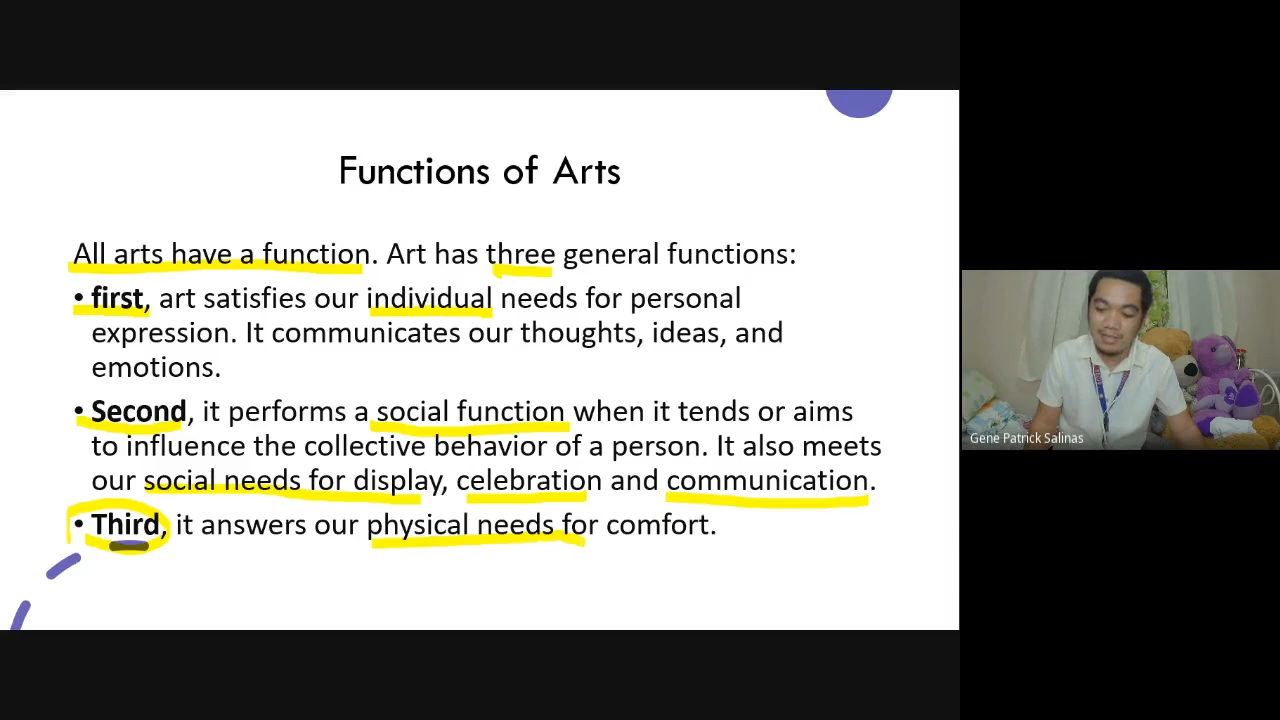 Functions of Arts
All arts have a function. Art has three general functions:
• first, art satisfies our individual needs for personal
expression. It communicates our thoughts, ideas, and
emotions.
• Second, it performs a social function when it tends or aims
to influence the collective behavior of a person. It also meets
our social needs for display, celebration and communication.
• Third, it answers our physical needs for comfort.
Gene Patrick Salinas